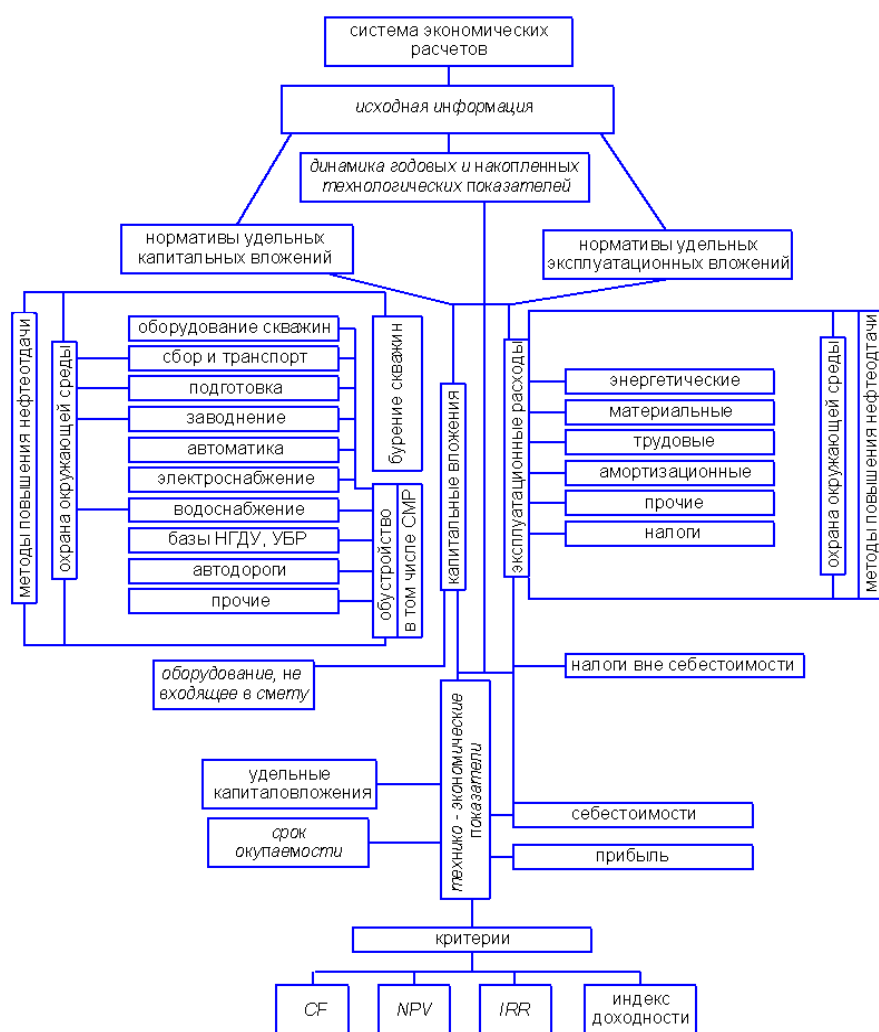 система экономических
расчетов
исходная информация
динамика годовых и накопленных
технологических показателей
нормативы удельных
капитальных вложений
нормативы удельных
эксплуатационных вложений
методы повышения нефтеотдачи
охрана окружающей среды
оборудование скважин
сбор и транспорт
подготовка
заводнение
автоматика
электроснабжение
водоснабжение
базы НГДУ, УБР
автодороги
прочие
бурение скважин
обустройство
в том числе СМР
капитальные вложения
эксплуатационные расходы
энергетические
материальные
трудовые
амортизационные
прочие
налоги
охрана окружающей среды
методы повышения нефтеодтачи
оборудование, не
входящее в смету
налоги вне себестоимости
технико - экономические
показатели
удельные
капиталовложения
срок
окупаемости
себестоимости
прибыль
критерии
CF
NPV
IRR
индекс
доходности